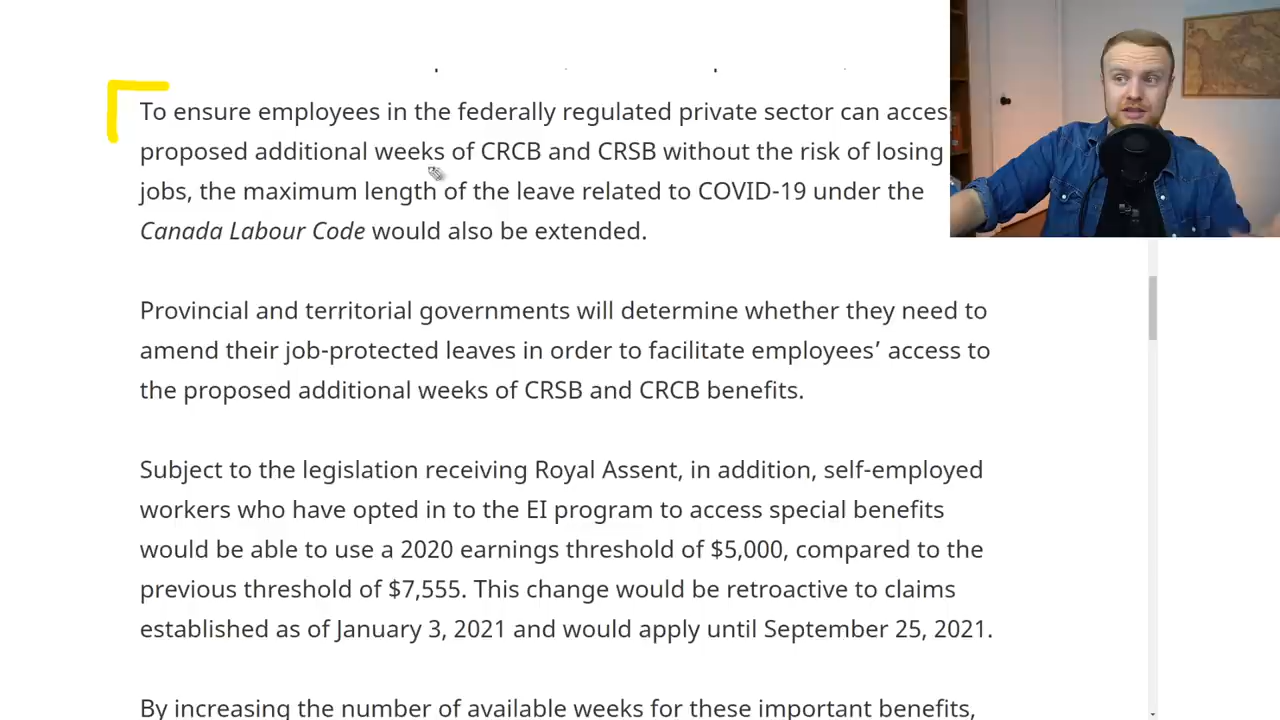 To ensure employees in the federally regulated private sector can
proposed additional weeks of CRCB and CRSB without the risk of losing
jobs, the maximum length of the leave related to COVID-19 under the
Canada Labour Code would also be extended.
Provincial and territorial governments will determine whether they need to
amend their job-protected leaves in order to facilitate employees’ access to
the proposed additional weeks of CRSB and CRCB benefits.
Subject to the legislation receiving Royal Assent, in addition, self-employed
workers who have opted in to the EI program to access special benefits
would be able to use a 2020 earnings threshold of $5,000, compared to the
previous threshold of $7,555. This change would be retroactive to claims
established as of January 3, 2021 and would apply until September 25, 2021.
By increasing the number of available weeks for these important benefits,